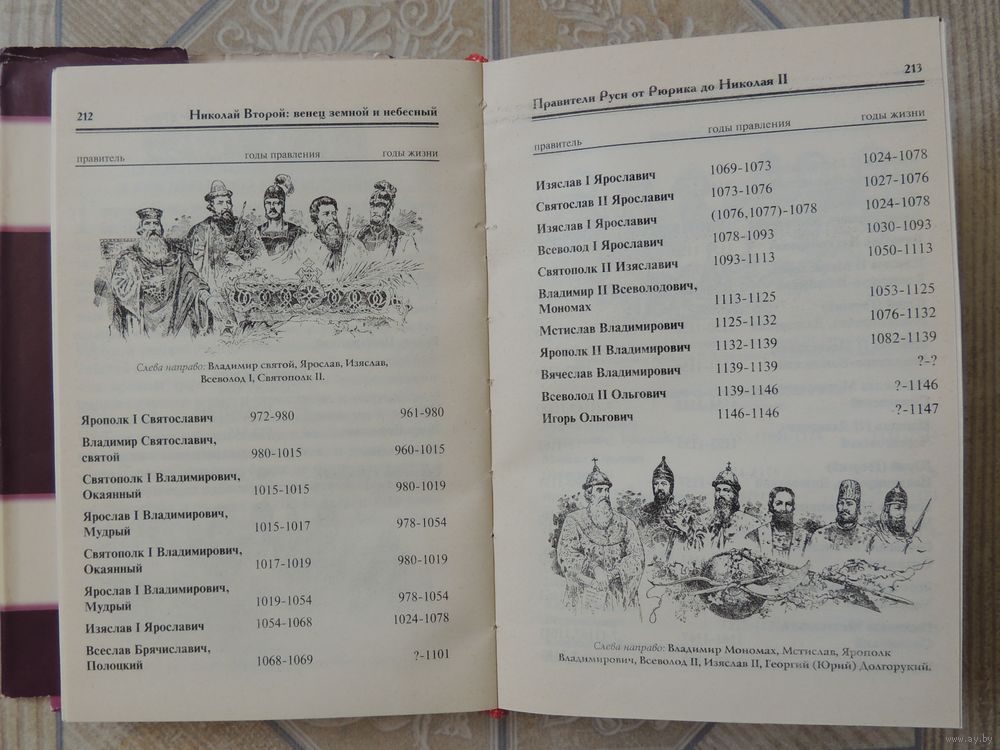 212
Николай Второй: венец земной и небесный
правитель годы правления годы жизни
Слева направо: Владимир святой, Ярослав, Изяслав,
Всеволод I, Святополк II.
Ярополк I Святославич 972-980 961-980
Владимир Святославич,
святой 980-1015 960-1015
Святополк I Владимирович,
Окаянный 1015-1015 980-1019
Ярослав I Владимирович,
Мудрый 1015-1017 978-1054
Святополк I Владимирович,
Окаянный 1017-1019 980-1019
Ярослав I Владимирович,
Мудрый 1019-1054 978-1054
Изяслав I Ярославич 1054-1068 1024-1078
Всеслав Брячиславич,
Полоцкий 1068-1069 ?-1101
Правители Руси от Рюрика до Николая II
213
правитель годы правления годы жизни
Изяслав I Ярославич 1069-1073 1024-1078
Святослав II Ярославич 1073-1076 1027-1076
Изяслав I Ярославич (1076,1077)-1078 1024-1078
Всеволод I Ярославич 1078-1093 1030-1093
Святополк II Изяславич 1093-1113 1050-1113
Владимир II Всеволодович,
Мономах 1113-1125 1053-1125
Мстислав Владимирович 1125-1132 1076-1132
Ярополк II Владимирович 1132-1139 1082-1139
Вячеслав Владимирович 1139-1139 ?-?
Всеволод II Ольгович 1139-1146 ?-1146
Игорь Ольгович 1146-1146 ?-1147
Слева направо: Владимир Мономах, Мстислав, Ярополк
Владимирович, Всеволод II, Изяслав II, Георгий (Юрий) Долгорукий.
www.ay.by